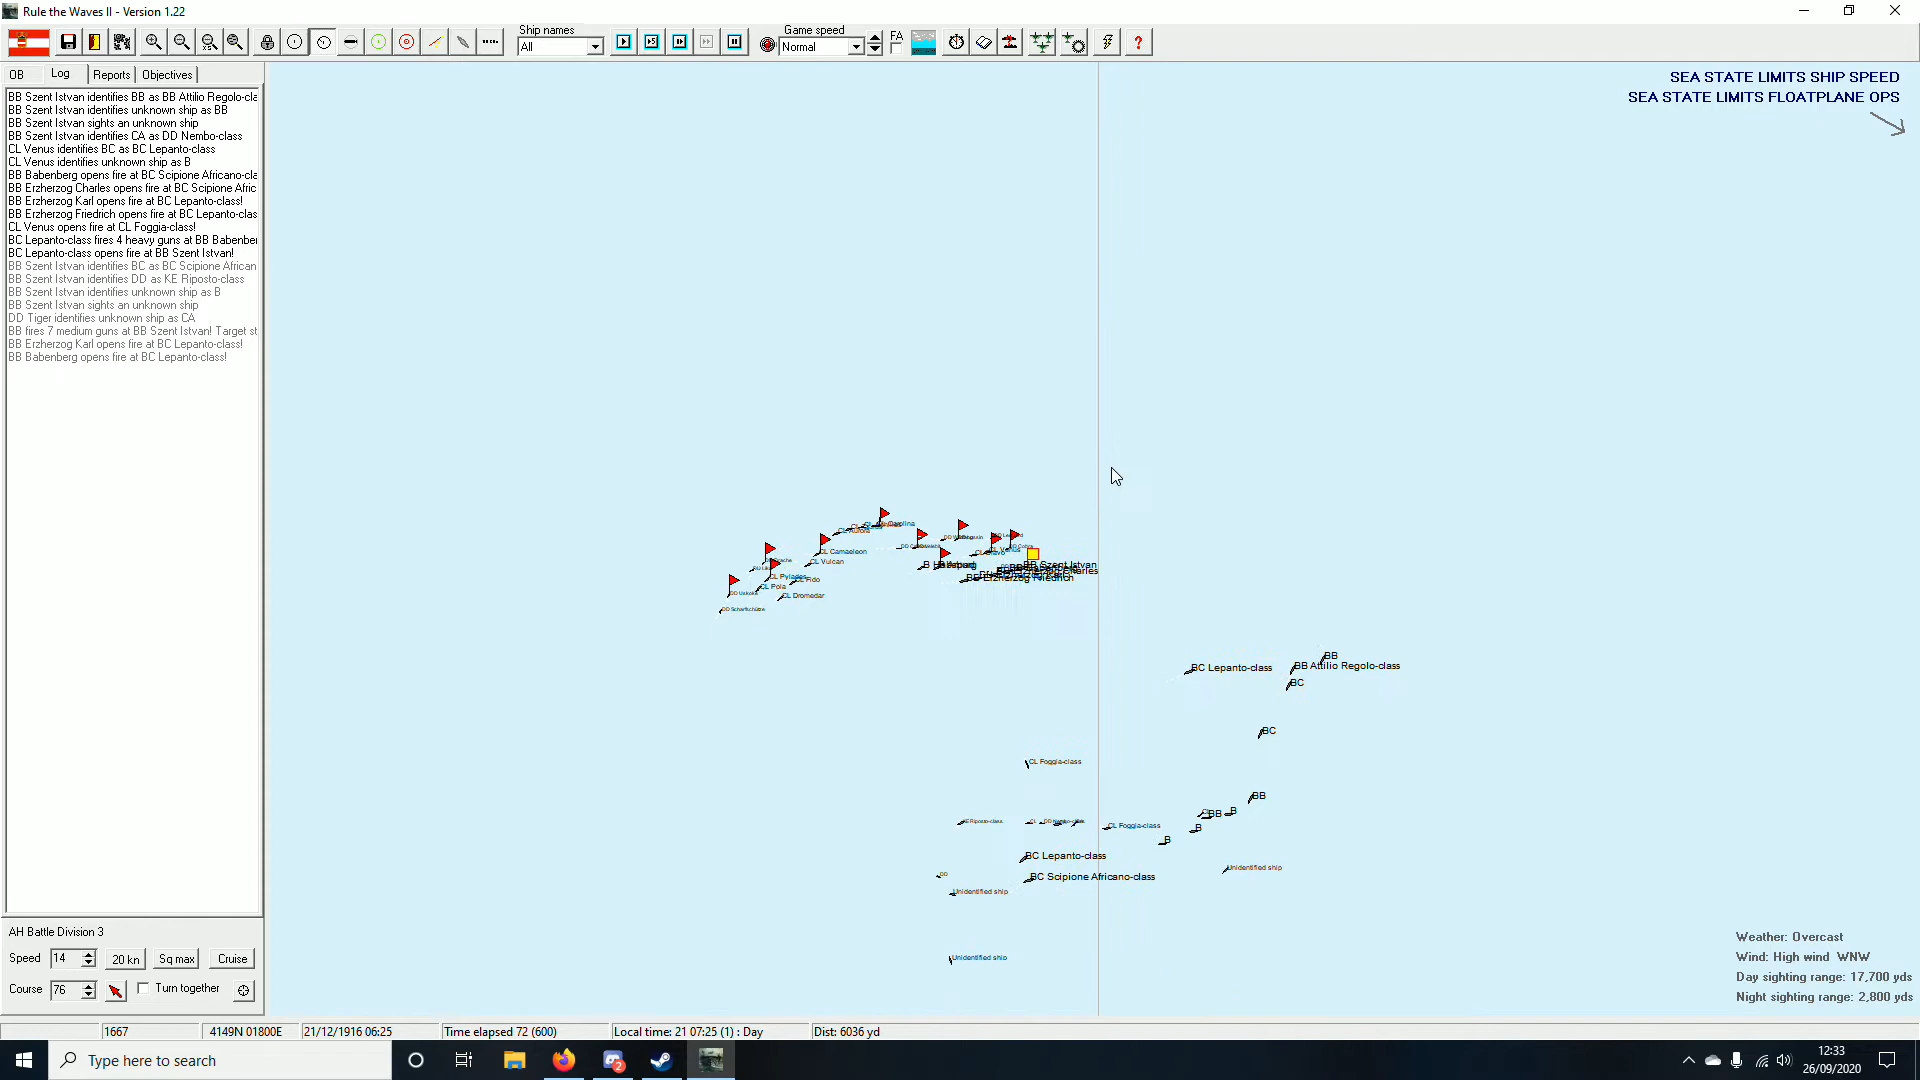 Rule the Waves II - Version 1.22
Ship names
All
Game speed
Normal
FA
OB
Log
Reports
Objectives
BB Szent Istvan identifies BB as BB Attilio Regolo-cla
BB Szent Istvan identifies unknown ship as BB
BB Szent Istvan sights an unknown ship
BB Szent Istvan identifies CA as DD Nembo-class
CL Venus identifies BC as BC Lepanto-class
CL Venus identifies unknown ship as B
BB Babenberg opens fire at BC Scipione Africano-cla
BB Erzherzog Charles opens fire at BC Scipione Afric
BB Erzherzog Karl opens fire at BC Lepanto-class!
BB Erzherzog Friedrich opens fire at BC Lepanto-clas
CL Venus opens fire at CL Foggia-class!
BC Lepanto-class fires 4 heavy guns at BB Babenber
BC Lepanto-class opens fire at BB Szent Istvan!
BB Szent Istvan identifies BC as BC Scipione African
BB Szent Istvan identifies DD as KE Riposto-class
BB Szent Istvan identifies unknown ship as B
BB Szent Istvan sights an unknown ship
DD Tiger identifies unknown ship as CA
BB fires 7 medium guns at BB Szent Istvan! Target st
BB Erzherzog Karl opens fire at BC Lepanto-class!
BB Babenberg opens fire at BC Lepanto-class!
SEA STATE LIMITS SHIP SPEED
SEA STATE LIMITS FLOATPLANE OPS
CL Camaeleon
CL Vulcan
CL Dromedar
CL Pola
BB Szent Istvan
BC Lepanto-class
BB
BB Attilio Regolo-class
BC
BC
CL Foggia-class
BB
BB
B
B
B
KE Riposto-class
CL Foggia-class
BC Lepanto-class
BC Scipione Africano-class
Unidentified ship
DD
Unidentified ship
Unidentified ship
AH Battle Division 3
Speed
14
20 kn
Sq max
Cruise
Course
76
Turn together
Weather: Overcast
Wind: High wind WNW
Day sighting range: 17,700 yds
Night sighting range: 2,800 yds
1667
4149N 01800E
21/12/1916 06:25
Time elapsed 72 (600)
Local time: 21 07:25 (1) : Day
Dist: 6036 yd
Type here to search
2
12:33
26/09/2020